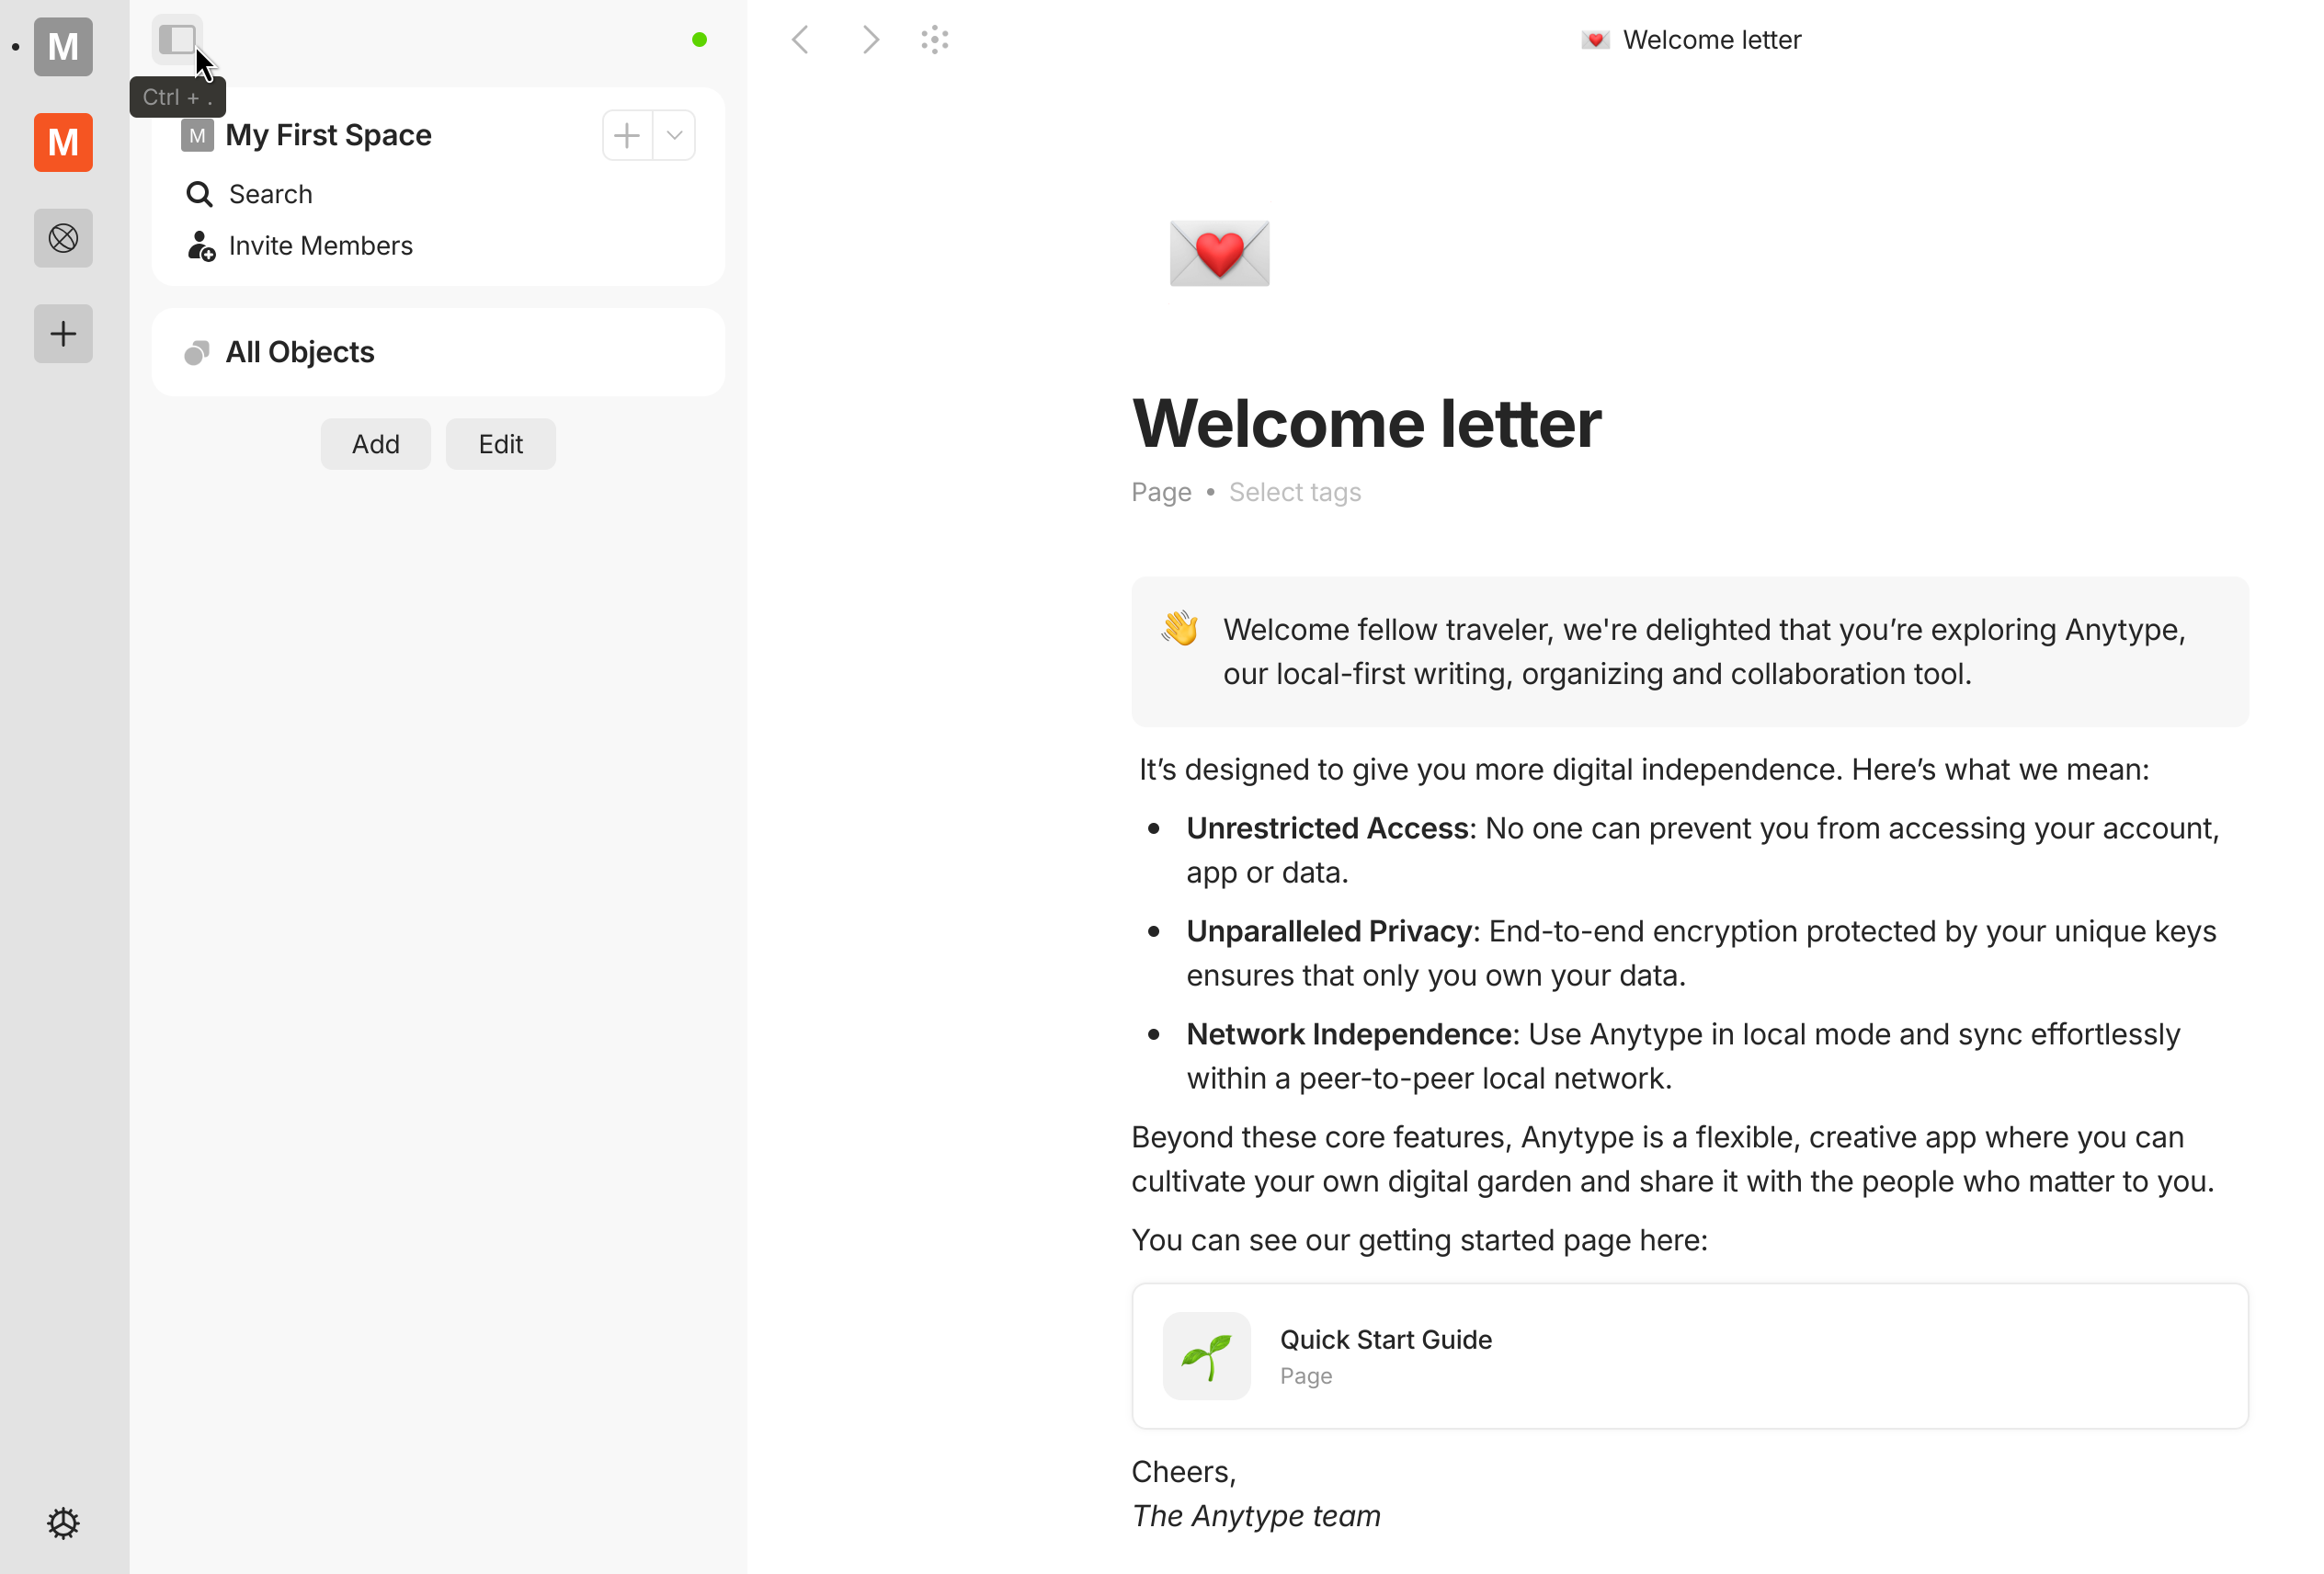 M
Welcome letter
Ctrl + .
M My First Space
M
Search
Invite Members
All Objects
Add Edit
Welcome letter
Page • Select tags
Welcome fellow traveler, we're delighted that you’re exploring Anytype,
our local-first writing, organizing and collaboration tool.
It’s designed to give you more digital independence. Here’s what we mean:
• Unrestricted Access: No one can prevent you from accessing your account,
app or data.
• Unparalleled Privacy: End-to-end encryption protected by your unique keys
ensures that only you own your data.
• Network Independence: Use Anytype in local mode and sync effortlessly
within a peer-to-peer local network.
Beyond these core features, Anytype is a flexible, creative app where you can
cultivate your own digital garden and share it with the people who matter to you.
You can see our getting started page here:
Quick Start Guide
Page
Cheers,
The Anytype team